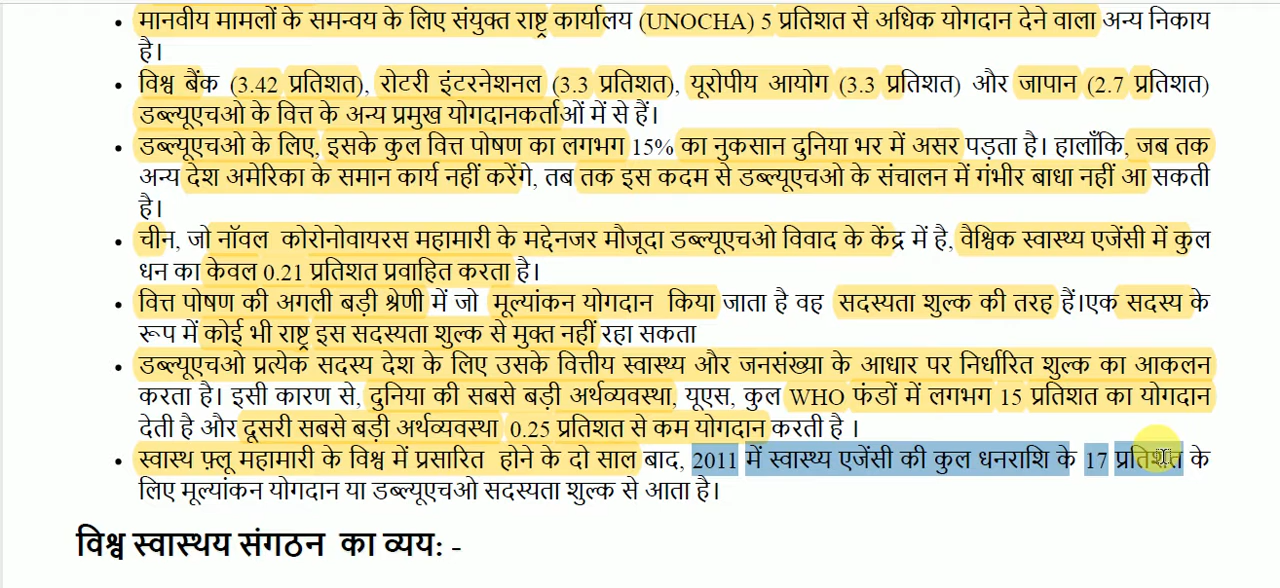 मानवीय मामलों के समन्वय के लिए संयुक्त राष्ट्र कार्यालय (UNOCHA) 5 प्रतिशत से अधिक योगदान देने वाला अन्य निकाय
है।
विश्व बैंक (3.42 प्रतिशत), रोटरी इंटरनेशनल (3.3 प्रतिशत), यूरोपीय आयोग (3.3 प्रतिशत) और जापान (2.7 प्रतिशत)
डब्ल्यूएचओ के वित्त के अन्य प्रमुख योगदानकर्ताओं में से हैं।
डब्ल्यूएचओ के लिए, इसके कुल वित्त पोषण का लगभग 15% का नुकसान दुनिया भर में असर पड़ता है। हालाँकि, जब तक
अन्य देश अमेरिका के समान कार्य नहीं करेंगे, तब तक इस कदम से डब्ल्यूएचओ के संचालन में गंभीर बाधा नहीं आ सकती
है।
चीन, जो नॉवल कोरोनोवायरस महामारी के मद्देनजर मौजूदा डब्ल्यूएचओ विवाद के केंद्र में है, वैश्विक स्वास्थ्य एजेंसी में कुल
धन का केवल 0.21 प्रतिशत प्रवाहित करता है।
वित्त पोषण की अगली बड़ी श्रेणी में जो मूल्यांकन योगदान किया जाता है वह सदस्यता शुल्क की तरह हैं।एक सदस्य के
रूप में कोई भी राष्ट्र इस सदस्यता शुल्क से मुक्त नहीं रहा सकता
डब्ल्यूएचओ प्रत्येक सदस्य देश के लिए उसके वित्तीय स्वास्थ्य और जनसंख्या के आधार पर निर्धारित शुल्क का आकलन
करता है। इसी कारण से, दुनिया की सबसे बड़ी अर्थव्यवस्था, यूएस, कुल WHO फंडों में लगभग 15 प्रतिशत का योगदान
देती है और दूसरी सबसे बड़ी अर्थव्यवस्था 0.25 प्रतिशत से कम योगदान करती है ।
स्वास्थ फ़्लू महामारी के विश्व में प्रसारित होने के दो साल बाद, 2011 में स्वास्थ्य एजेंसी की कुल धनराशि के 17 प्रतिशत के
लिए मूल्यांकन योगदान या डब्ल्यूएचओ सदस्यता शुल्क से आता है।
विश्व स्वास्थय संगठन का व्यय: -